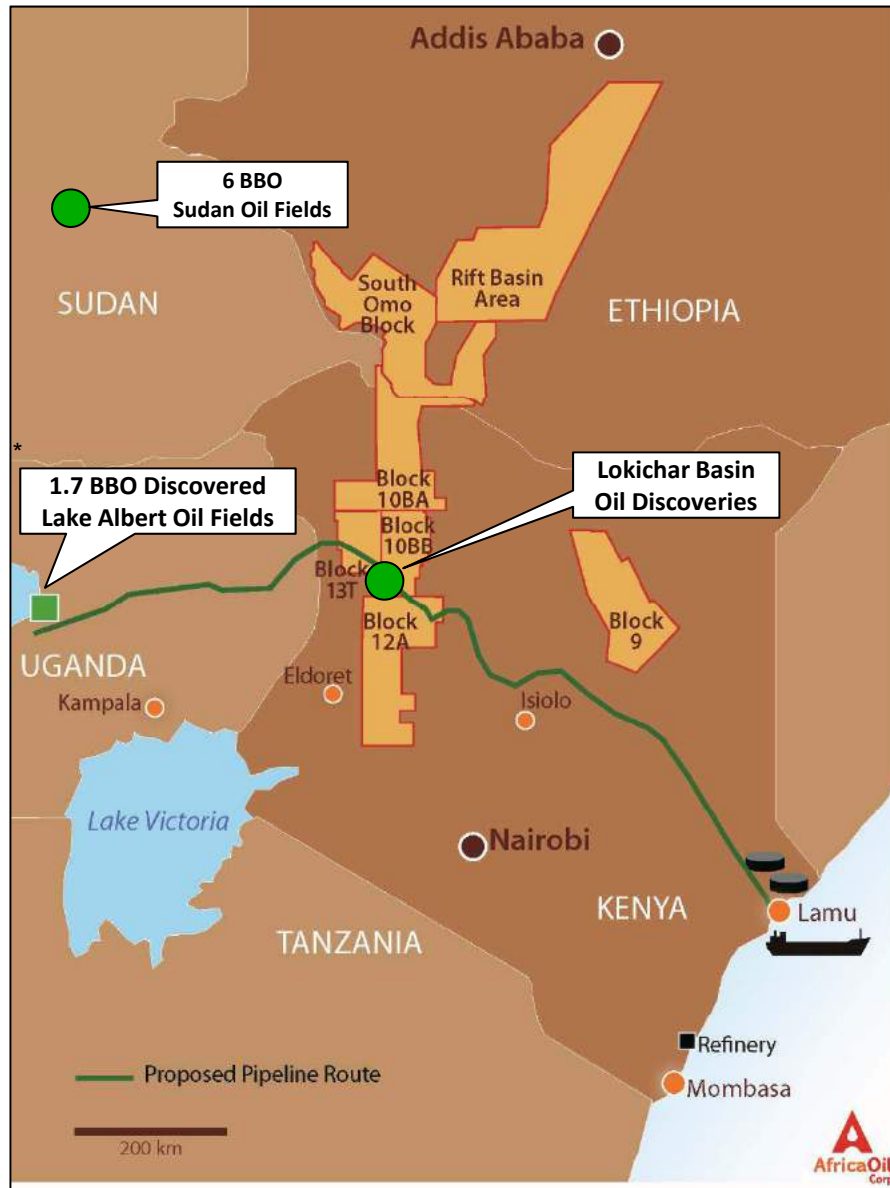 Addis Ababa
6 BBO
Sudan Oil Fields
South
Omo
Block
Rift Basin
Area
SUDAN
ETHIOPIA
*
1.7 BBO Discovered
Lake Albert Oil Fields
Lokichar Basin
Oil Discoveries
Block
10BA
Block
10BB
Block
13T
Block
12A
Block
9
UGANDA
Eldoret
Kampala
Isiolo
Lake Victoria
Nairobi
KENYA
Lamu
TANZANIA
Refinery
Proposed Pipeline Route
Mombasa
200 km
AfricaOil
Corp